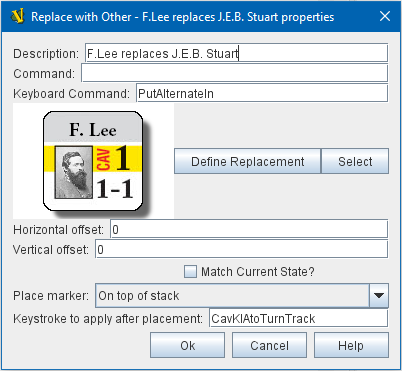 Replace with Other - F.Lee replaces J.E.B. Stuart properties
Description: F.Lee replaces J.E.B. Stuart
Command:
Keyboard Command: PutAlternateIn
F. Lee
CAV 1
1-1
Define Replacement Select
Horizontal offset: 0
Vertical offset: 0
Match Current State?
Place marker: On top of stack
Keystroke to apply after placement: CavKIAtoTurnTrack
Ok Cancel Help